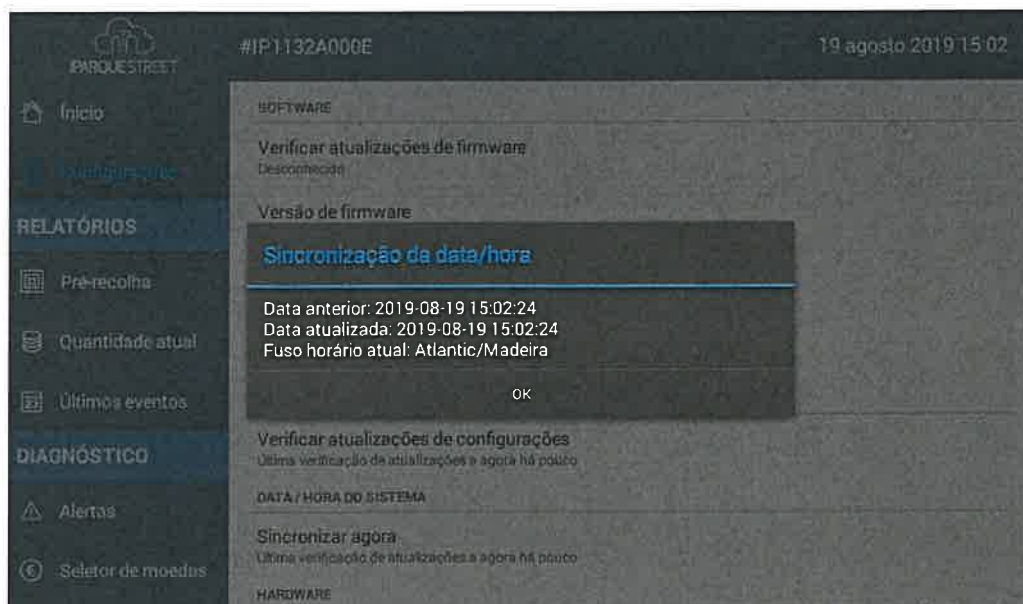 IPARQUESTREET
#IP1132A000E
19 agosto 2019 15:02
Início
Configurações
RELATÓRIOS
Pré-recolha
Quantidade atual
Últimos eventos
DIAGNÓSTICO
Alertas
Seletor de moedas
SOFTWARE
Verificar atualizações de firmware
Desconhecido
Versão de firmware
Sincronização da data/hora
Data anterior: 2019-08-19 15:02:24
Data atualizada: 2019-08-19 15:02:24
Fuso horário atual: Atlantic/Madeira
OK
Verificar atualizações de configurações
Última verificação de atualizações a agora há pouco
DATA / HORA DO SISTEMA
Sincronizar agora
Última verificação de atualizações a agora há pouco
HARDWARE